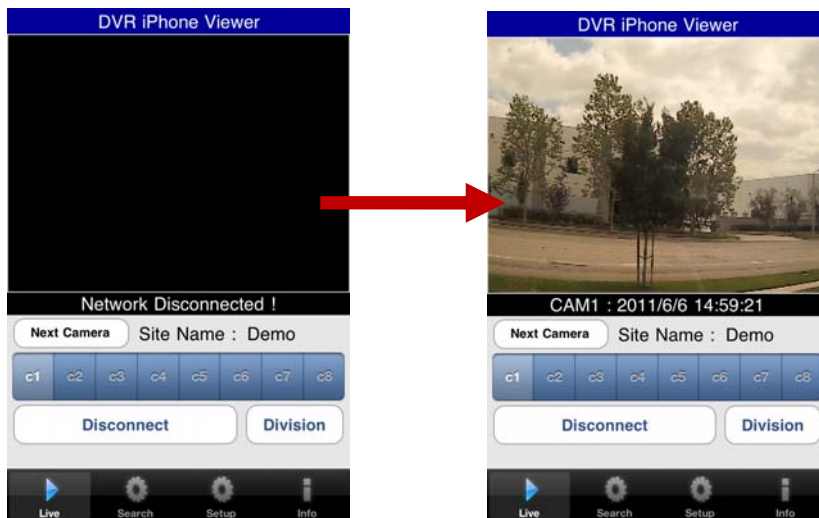 DVR iPhone Viewer
Network Disconnected !
Next Camera Site Name : Demo
c1 c2 c3 c4 c5 c6 c7 c8
Disconnect Division
Live Search Setup Info
DVR iPhone Viewer
CAM1 : 2011/6/6 14:59:21
Next Camera Site Name : Demo
c1 c2 c3 c4 c5 c6 c7 c8
Disconnect Division
Live Search Setup Info